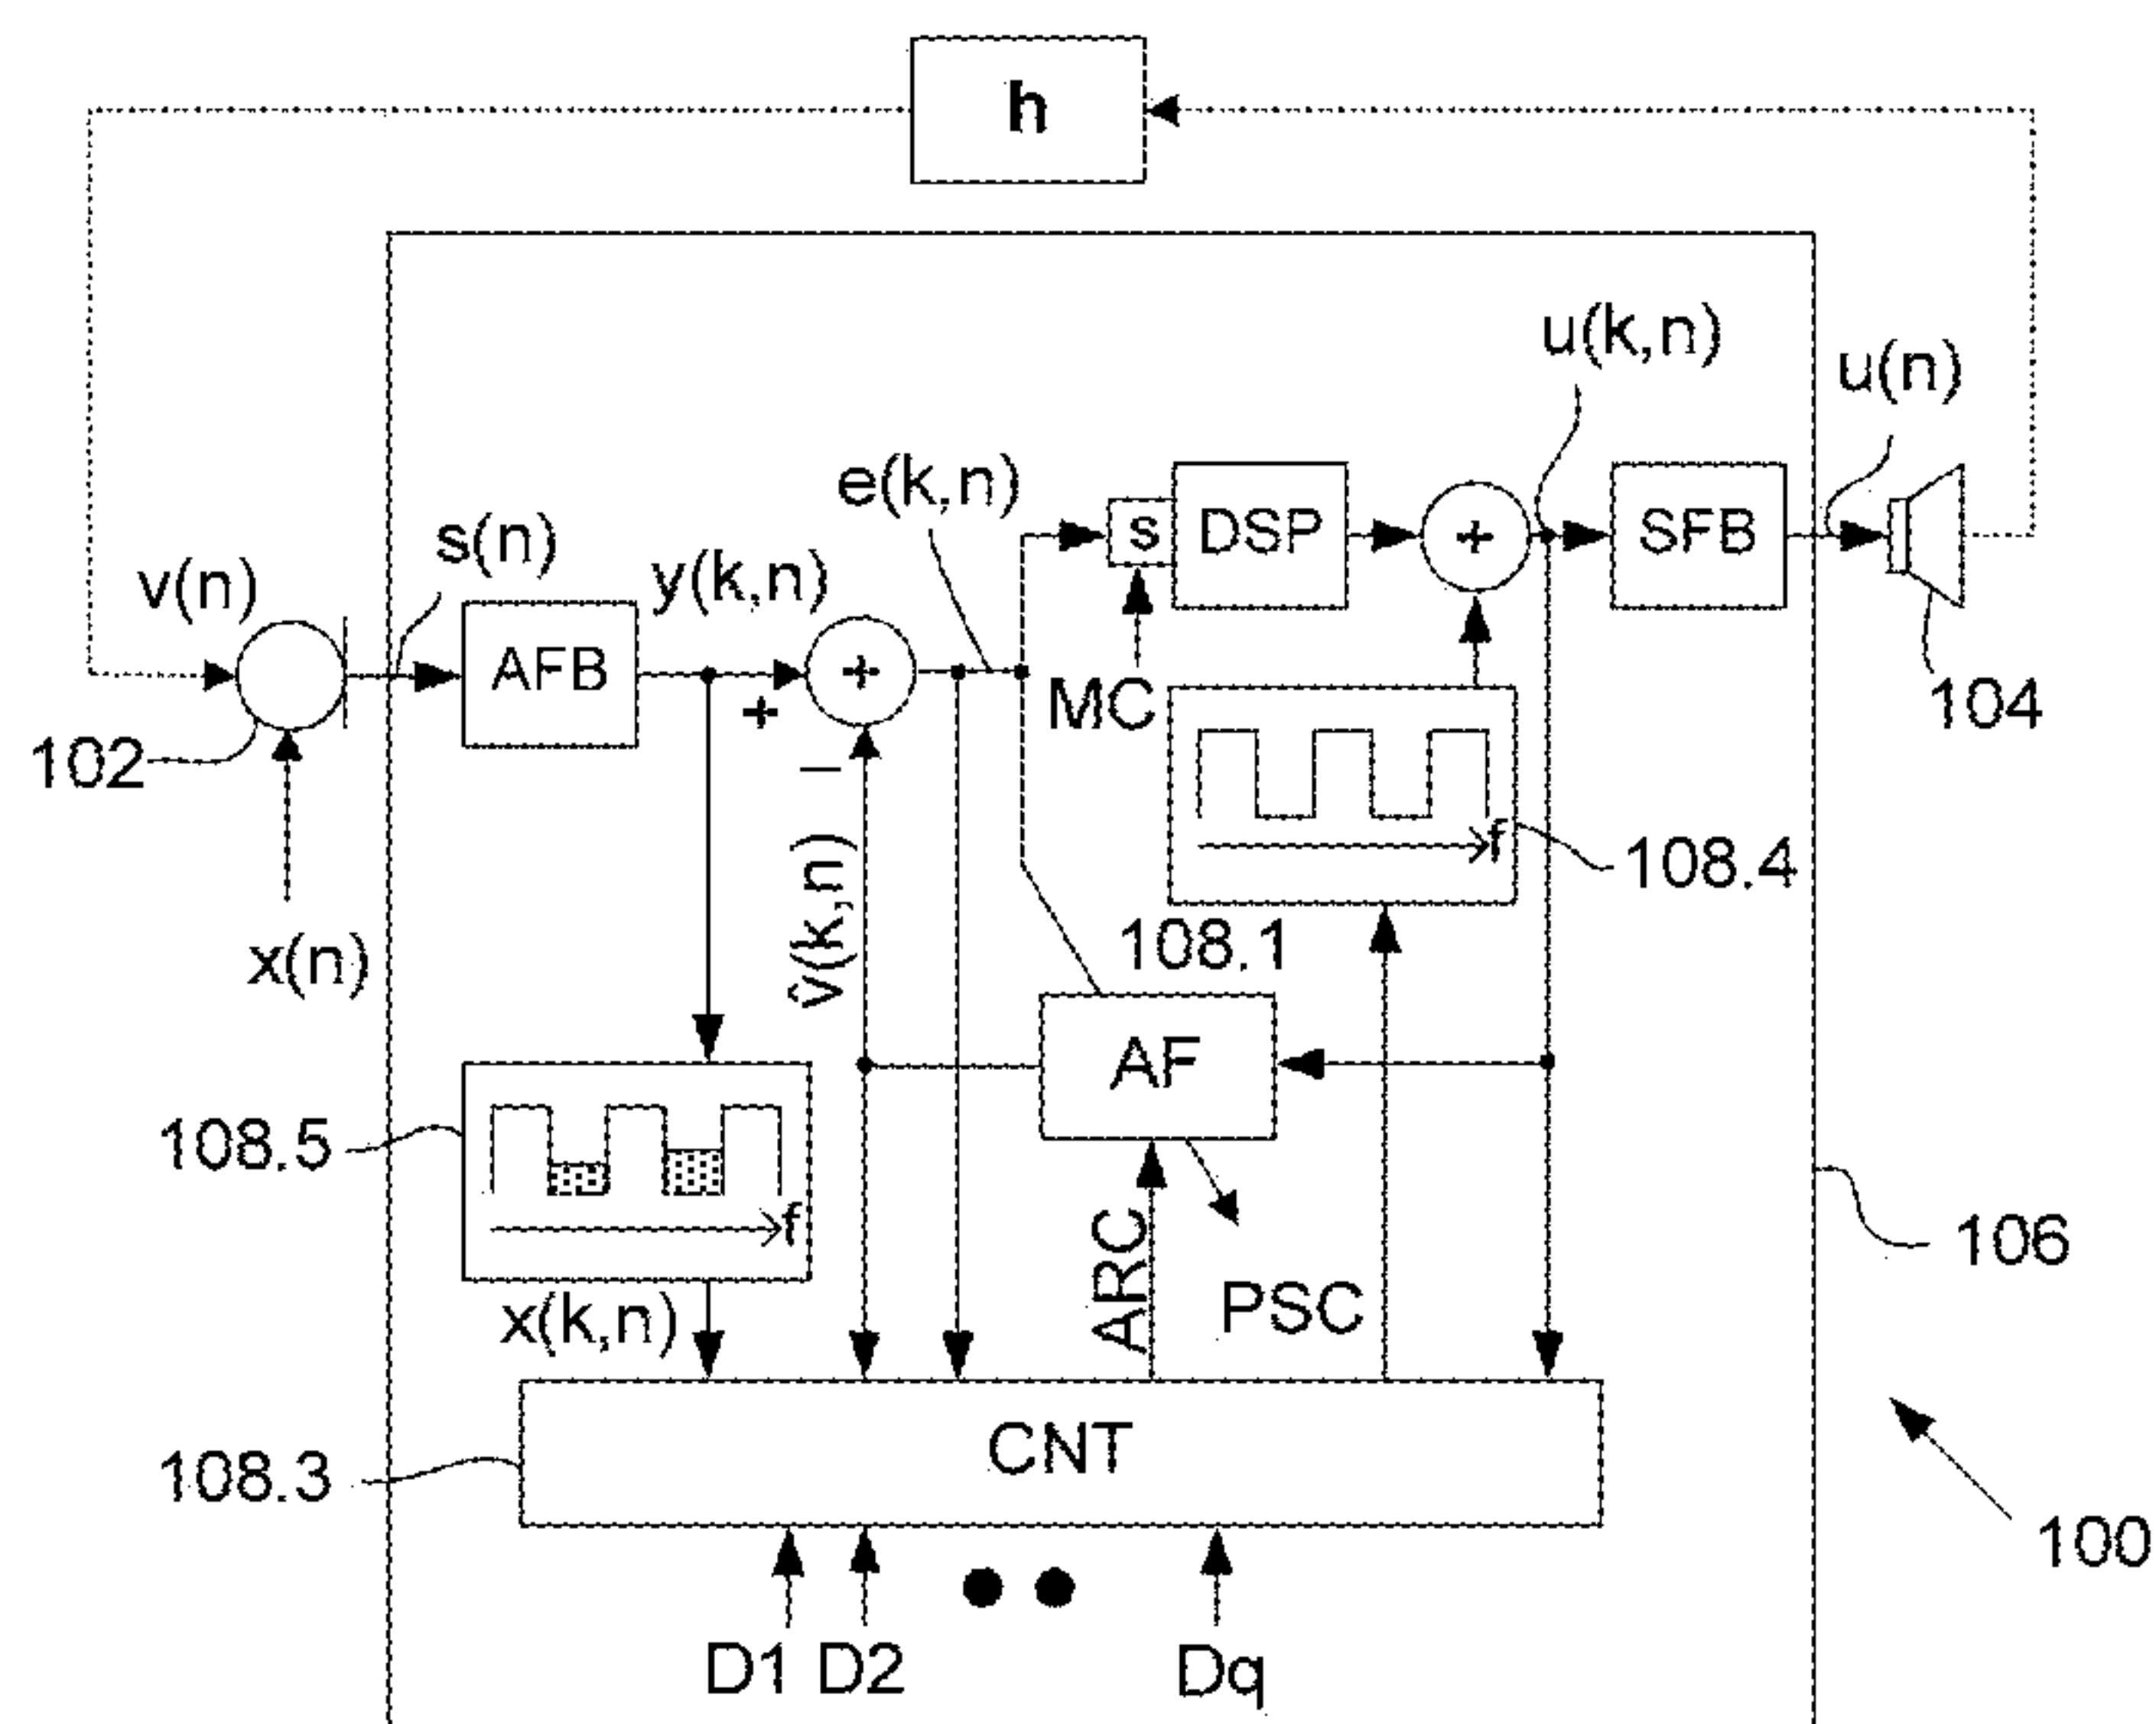 h
u(k,n)
u(n)
e(k,n)
s(n)
s
DSP
+
SFB
v(n)
y(k,n)
AFB
+
+
MC
104
102
–
f
108.4
x(n)
v̂(k,n)
108.1
AF
108.5
f
ARC
106
x(k,n)
PSC
CNT
108.3
100
D1 D2 Dq